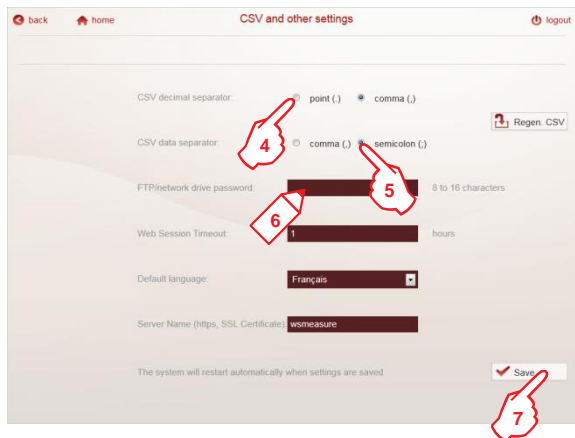 back home CSV and other settings logout
CSV decimal separator: point (.) comma (,)
Regen. CSV
4
CSV data separator: comma (,) semicolon (;)
5
FTP/network drive password: 8 to 16 characters
6
Web Session Timeout: 1 hours
Default language: Français
Server Name (https, SSL Certificate) wsmeasure
The system will restart automatically when settings are saved Save
7